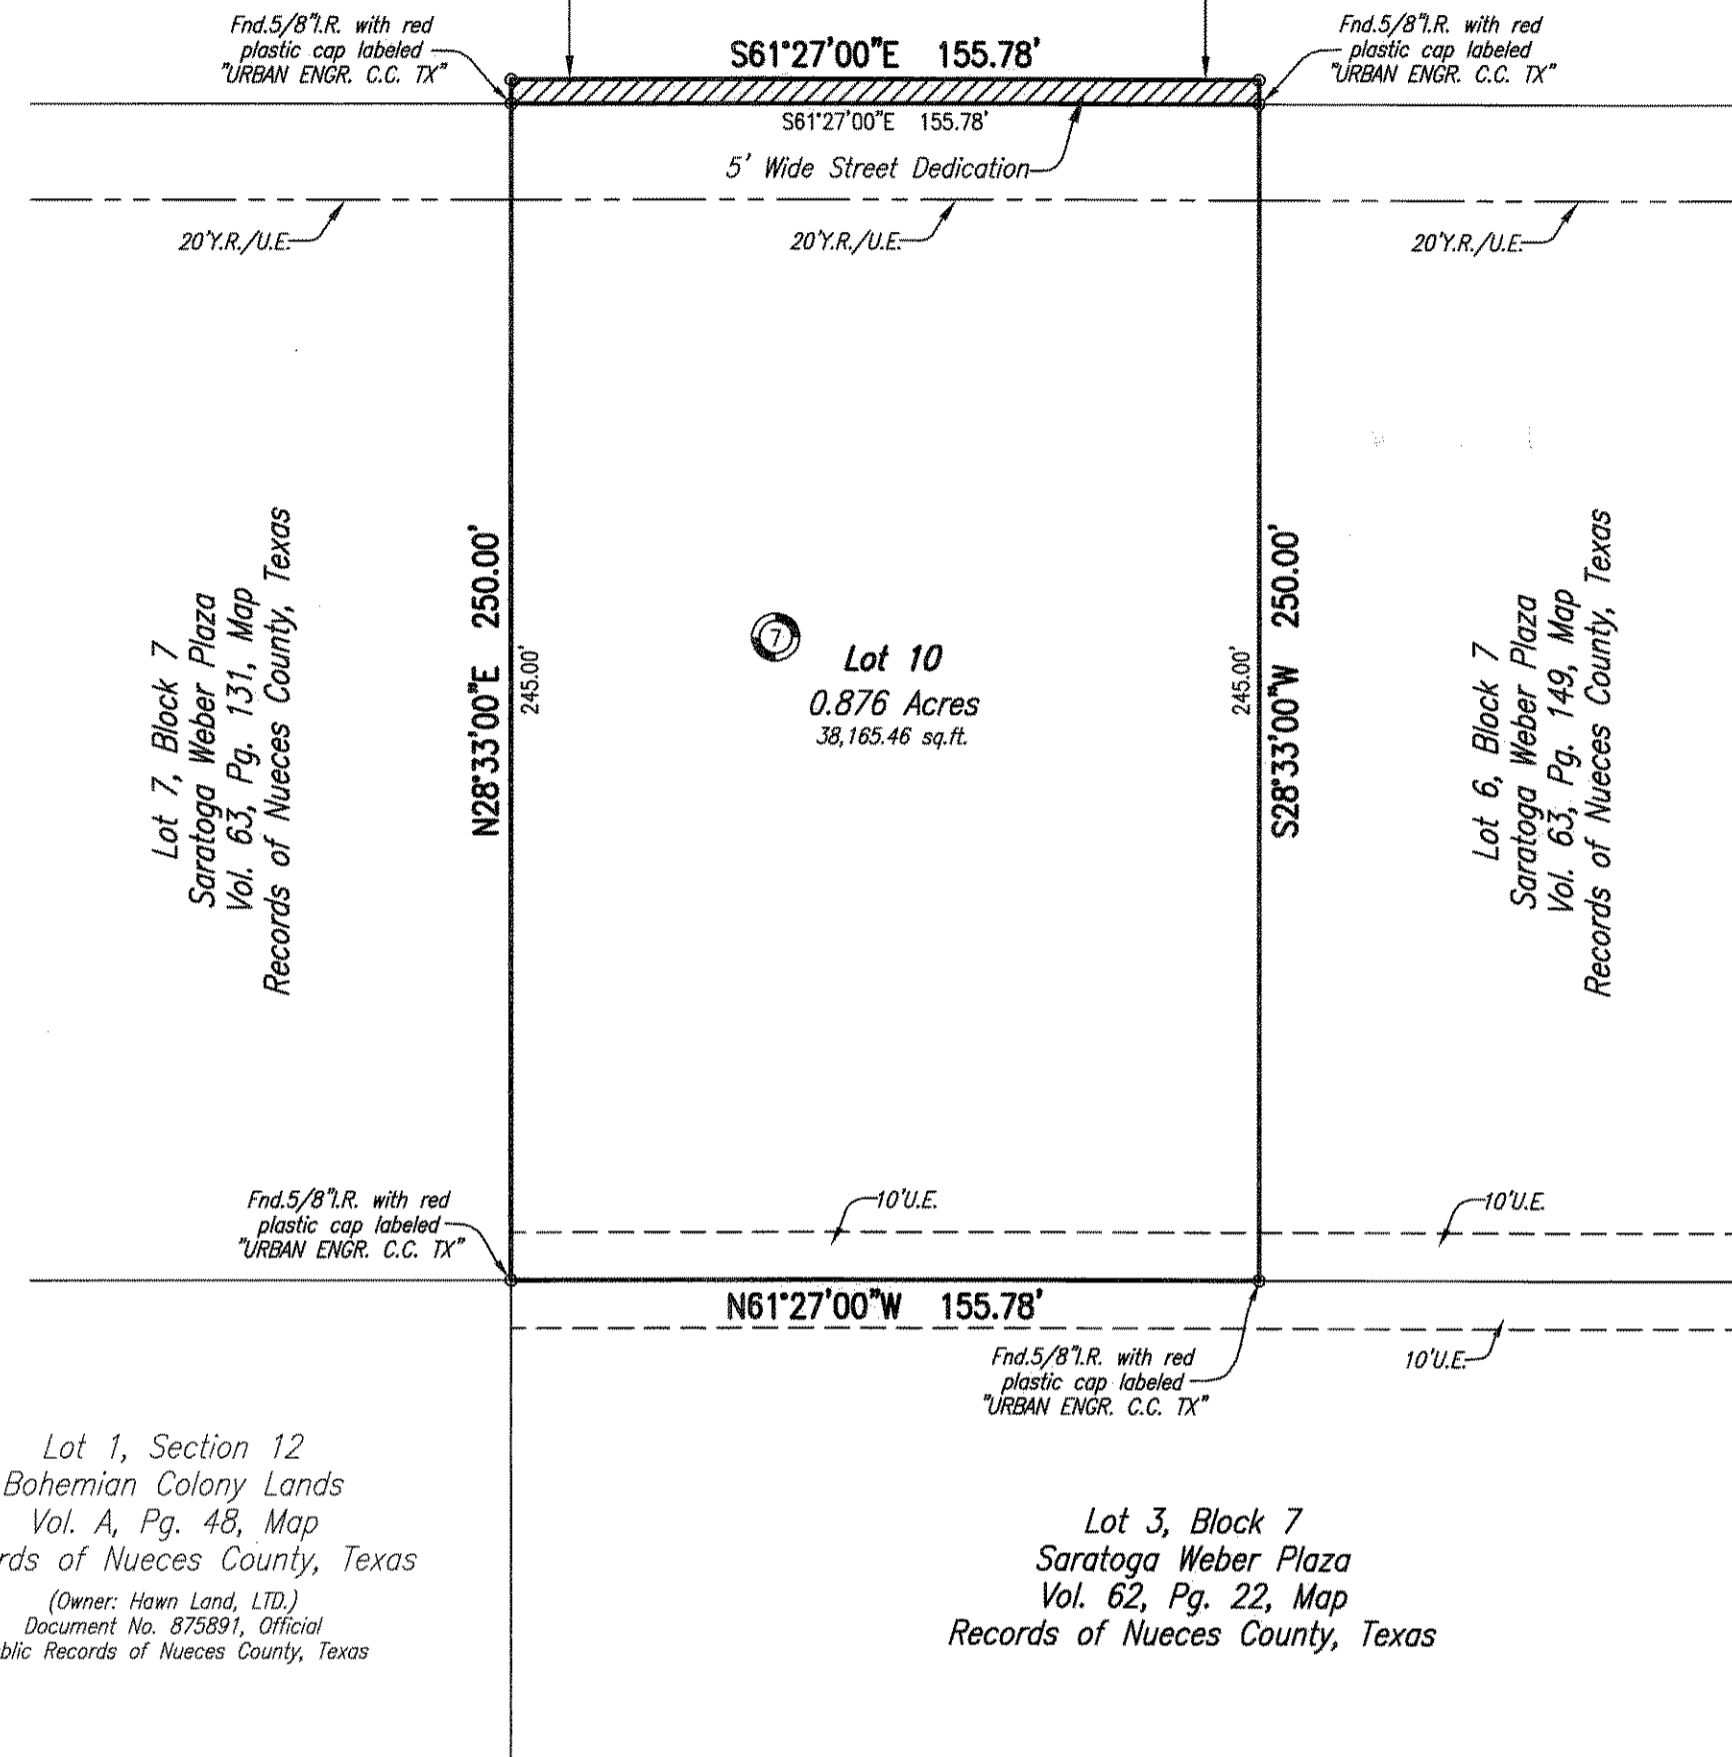 Fnd.5/8"I.R. with red
plastic cap labeled
"URBAN ENGR. C.C. TX"
S61°27'00"E 155.78'
Fnd.5/8"I.R. with red
plastic cap labeled
"URBAN ENGR. C.C. TX"
S61°27'00"E 155.78'
5' Wide Street Dedication
20'Y.R./U.E.
20'Y.R./U.E.
20'Y.R./U.E.
Lot 7, Block 7
Saratoga Weber Plaza
Vol. 63, Pg. 131, Map
Records of Nueces County, Texas
N28°33'00"E 250.00'
245.00'
7
Lot 10
0.876 Acres
38,165.46 sq.ft.
245.00'
S28°33'00"W 250.00'
Lot 6, Block 7
Saratoga Weber Plaza
Vol. 63, Pg. 149, Map
Records of Nueces County, Texas
Fnd.5/8"I.R. with red
plastic cap labeled
"URBAN ENGR. C.C. TX"
10'U.E.
10'U.E.
N61°27'00"W 155.78'
Fnd.5/8"I.R. with red
plastic cap labeled
"URBAN ENGR. C.C. TX"
10'U.E.
Lot 1, Section 12
Bohemian Colony Lands
Vol. A, Pg. 48, Map
rds of Nueces County, Texas
(Owner: Hawn Land, LTD.)
Document No. 875891, Official
blic Records of Nueces County, Texas
Lot 3, Block 7
Saratoga Weber Plaza
Vol. 62, Pg. 22, Map
Records of Nueces County, Texas